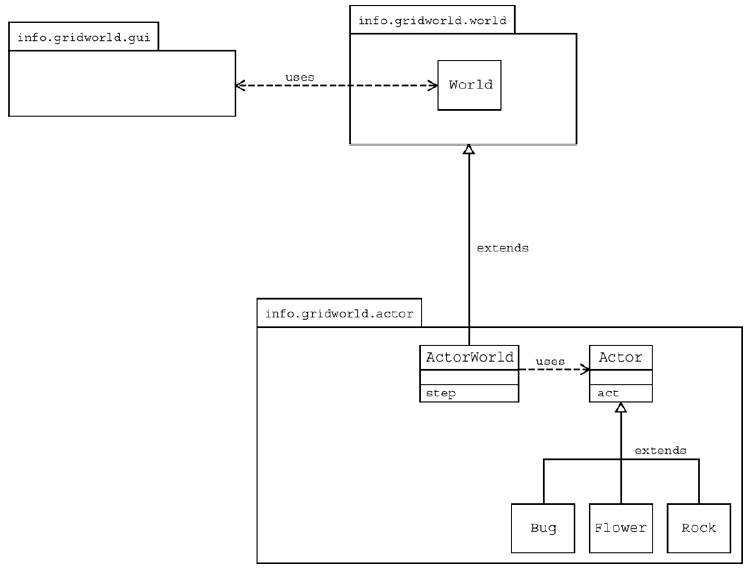 info.gridworld.world
info.gridworld.gui
uses
World
extends
info.gridworld.actor
ActorWorld
uses
Actor
step
act
extends
Bug
Flower
Rock